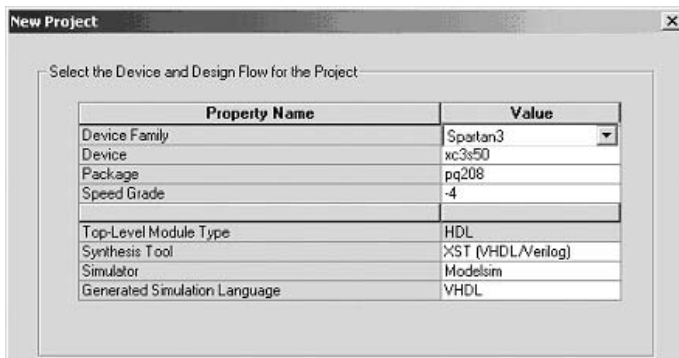 New Project
Select the Device and Design Flow for the Project
Property Name Value
Device Family Spartan3
Device xc3s50
Package pq208
Speed Grade -4
Top-Level Module Type HDL
Synthesis Tool XST (VHDL/Verilog)
Simulator Modelsim
Generated Simulation Language VHDL